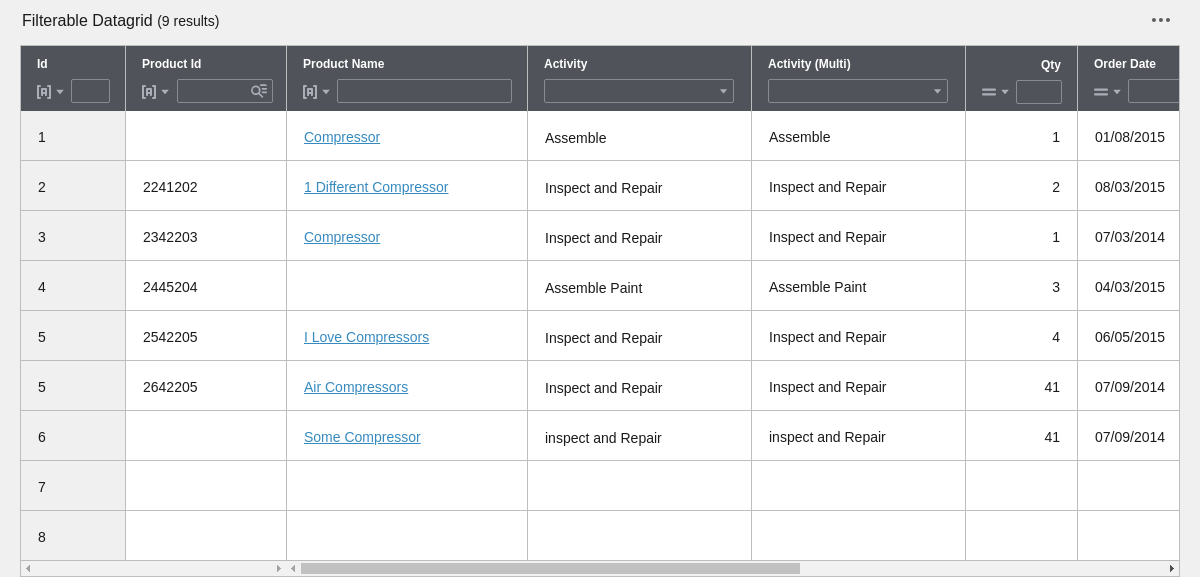 Filterable Datagrid (9 results)
Id Product Id Product Name Activity Activity (Multi) Qty Order Date
1 Compressor Assemble Assemble 1 01/08/2015
2 2241202 1 Different Compressor Inspect and Repair Inspect and Repair 2 08/03/2015
3 2342203 Compressor Inspect and Repair Inspect and Repair 1 07/03/2014
4 2445204 Assemble Paint Assemble Paint 3 04/03/2015
5 2542205 I Love Compressors Inspect and Repair Inspect and Repair 4 06/05/2015
5 2642205 Air Compressors Inspect and Repair Inspect and Repair 41 07/09/2014
6 Some Compressor inspect and Repair inspect and Repair 41 07/09/2014
7
8